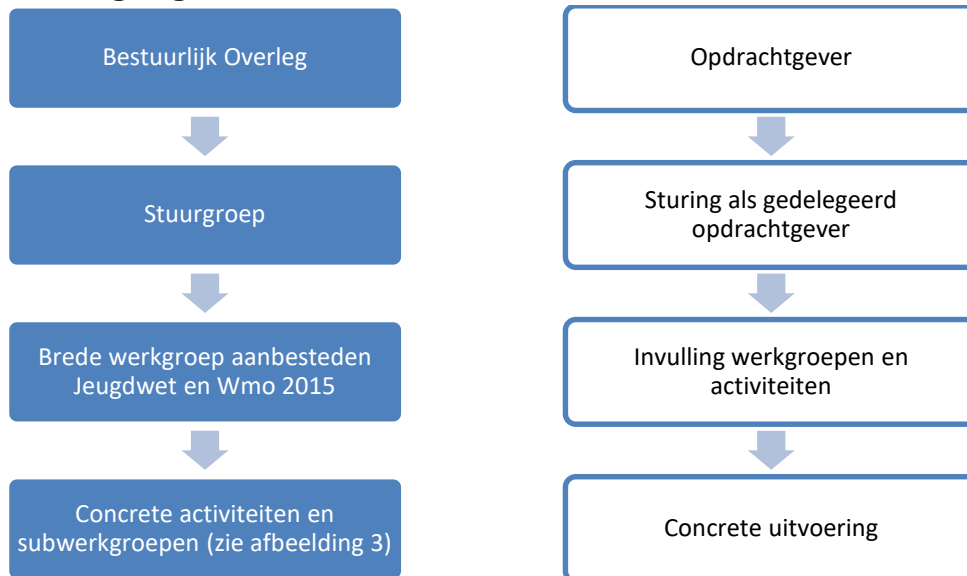 Bestuurlijk Overleg
Opdrachtgever
Stuurgroep
Sturing als gedelegeerd
opdrachtgever
Brede werkgroep aanbesteden
Jeugdwet en Wmo 2015
Invulling werkgroepen en
activiteiten
Concrete activiteiten en
subwerkgroepen (zie afbeelding 3)
Concrete uitvoering